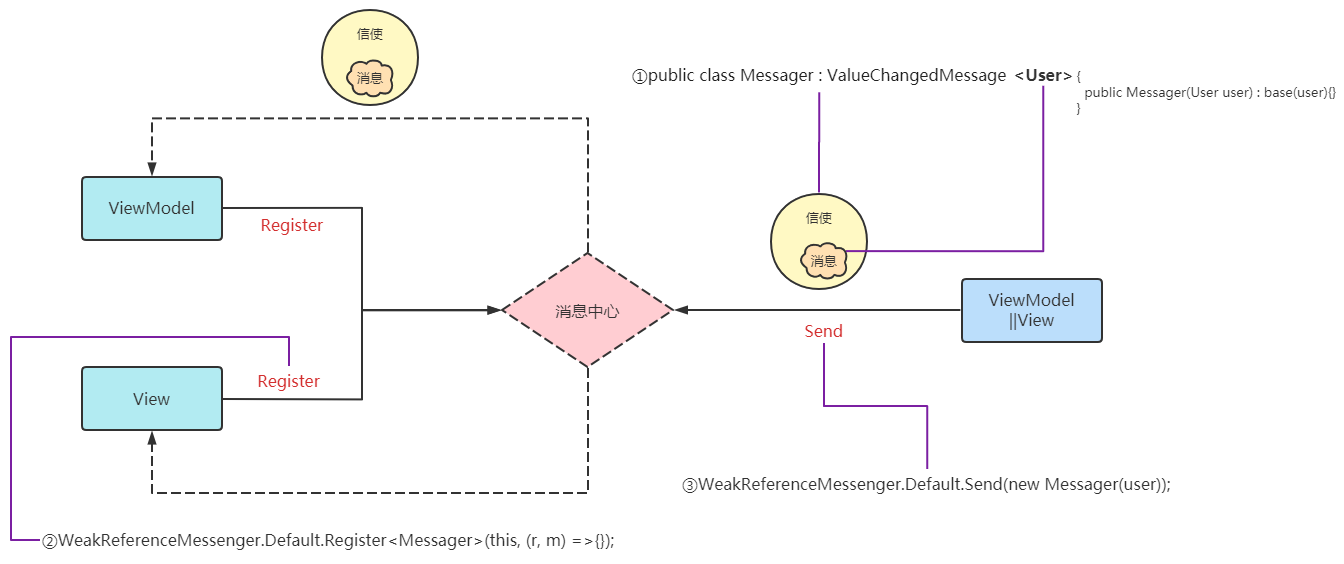 信使
消息
①public class Messager : ValueChangedMessage <User> {
public Messager(User user) : base(user){}
}
ViewModel
Register
信使
消息
消息中心
ViewModel
||View
Send
Register
View
③WeakReferenceMessenger.Default.Send(new Messager(user));
②WeakReferenceMessenger.Default.Register<Messager>(this, (r, m) =>{});